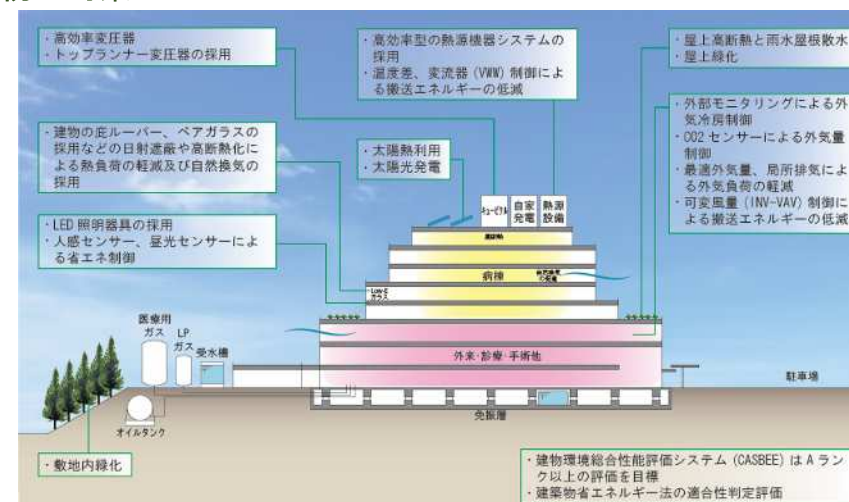 ・高効率変圧器
・トップランナー変圧器の採用
・高効率型の熱源機器システムの
採用
・温度差、変流器 (VWV) 制御によ
る搬送エネルギーの低減
・屋上高断熱と雨水屋根散水
・屋上緑化
・建物の庇ルーバー、ペアガラスの
採用などの日射遮蔽や高断熱化に
よる熱負荷の軽減及び自然換気の
採用
・太陽熱利用
・太陽光発電
・外部モニタリングによる外
気冷房制御
・CO2 センサーによる外気量
制御
・最適外気量、局所排気によ
る外気負荷の軽減
・可変風量 (INV-VAV) 制御に
よる搬送エネルギーの低減
・LED 照明器具の採用
・人感センサー、昼光センサーによ
る省エネ制御
キュービクル
自家
発電
熱源
設備
病棟
Low-E
ガラス
医療用
ガス
LP
ガス
受水槽
外来・診療・手術他
駐車場
免振層
オイルタンク
・敷地内緑化
・建物環境総合性能評価システム (CASBEE) は A ラン
ク以上の評価を目標
・建築物省エネルギー法の適合性判定評価